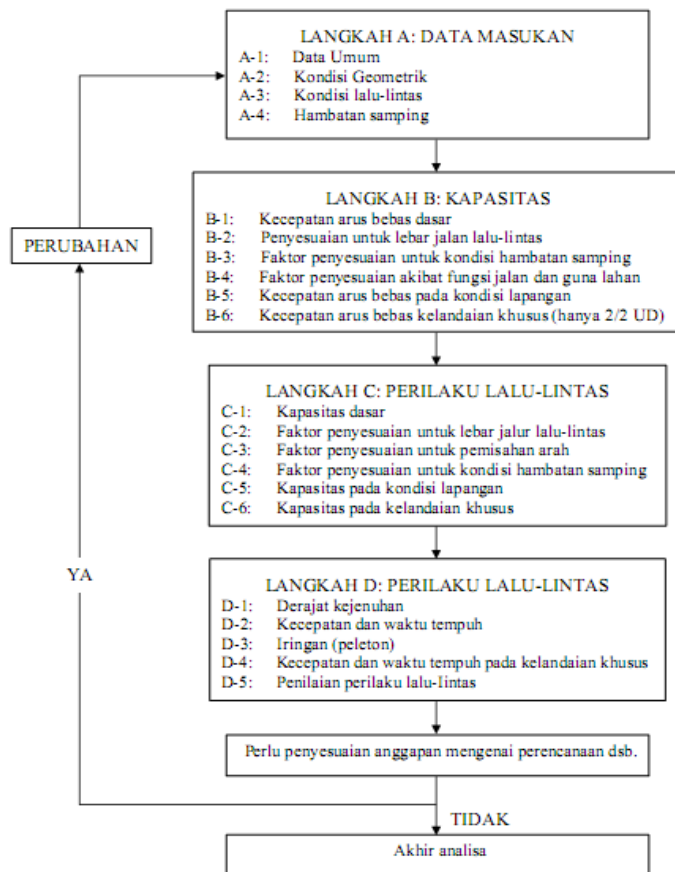 LANGKAH A: DATA MASUKAN
A-1: Data Umum
A-2: Kondisi Geometrik
A-3: Kondisi lalu-lintas
A-4: Hambatan samping
LANGKAH B: KAPASITAS
B-1: Kecepatan arus bebas dasar
B-2: Penyesuaian untuk lebar jalan lalu-lintas
B-3: Faktor penyesuaian untuk kondisi hambatan samping
B-4: Faktor penyesuaian akibat fungsi jalan dan guna lahan
B-5: Kecepatan arus bebas pada kondisi lapangan
B-6: Kecepatan arus bebas kelandaian khusus (hanya 2/2 UD)
PERUBAHAN
LANGKAH C: PERILAKU LALU-LINTAS
C-1: Kapasitas dasar
C-2: Faktor penyesuaian untuk lebar jalur lalu-lintas
C-3: Faktor penyesuaian untuk pemisahan arah
C-4: Faktor penyesuaian untuk kondisi hambatan samping
C-5: Kapasitas pada kondisi lapangan
C-6: Kapasitas pada kelandaian khusus
YA
LANGKAH D: PERILAKU LALU-LINTAS
D-1: Derajat kejenuhan
D-2: Kecepatan dan waktu tempuh
D-3: Iringan (peleton)
D-4: Kecepatan dan waktu tempuh pada kelandaian khusus
D-5: Penilaian perilaku lalu-lintas
Perlu penyesuaian anggapan mengenai perencanaan dsb.
TIDAK
Akhir analisa